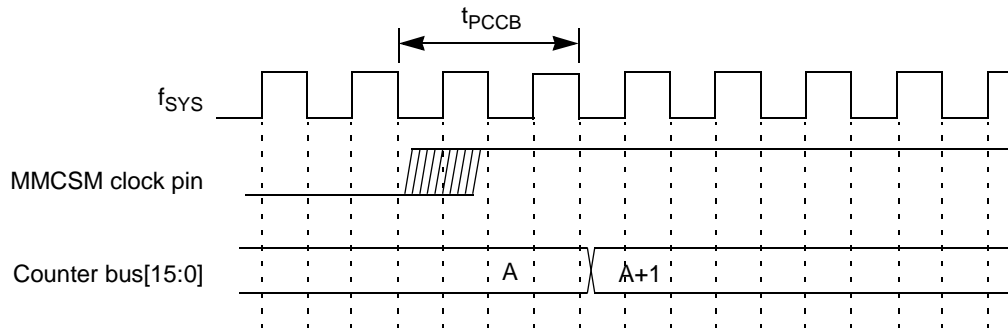 tPCCB
fSYS
MMCSM clock pin
Counter bus[15:0]
A
A+1